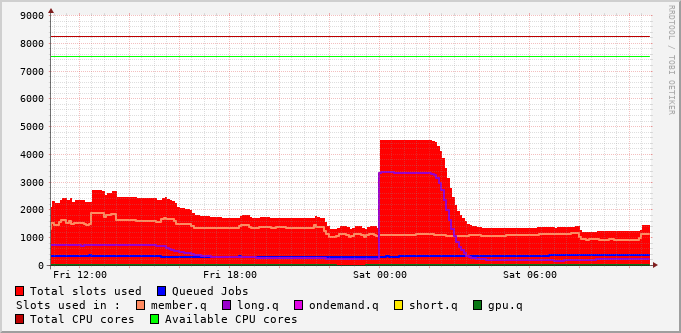 9000
8000
7000
6000
5000
4000
3000
2000
1000
0
Fri 12:00 Fri 18:00 Sat 00:00 Sat 06:00
RRDTOOL / TOBI OETIKER
Total slots used Queued Jobs
Slots used in : member.q long.q ondemand.q short.q gpu.q
Total CPU cores Available CPU cores